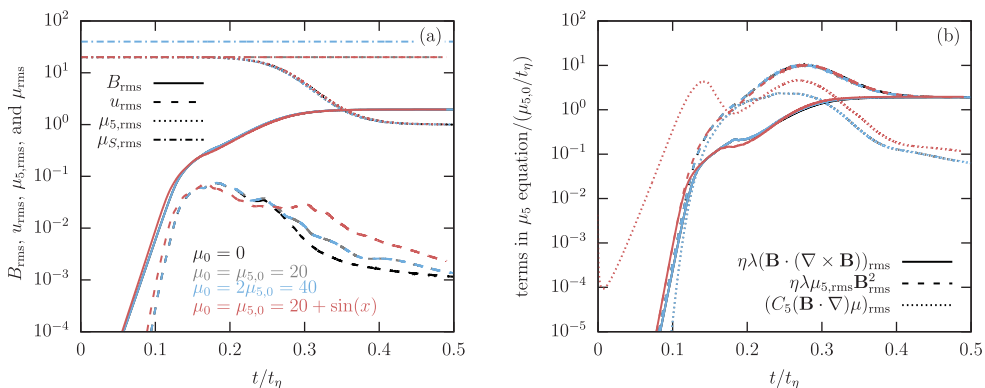 (a)
B_rms, u_rms, μ_5,rms, and μ_rms
10^2
10^1
10^0
10^−1
10^−2
10^−3
10^−4
B_rms
u_rms
μ_5,rms
μ_S,rms
μ_0 = 0
μ_0 = μ_5,0 = 20
μ_0 = 2μ_5,0 = 40
μ_0 = μ_5,0 = 20 + sin(x)
0 0.1 0.2 0.3 0.4 0.5
t/t_η
(b)
terms in μ_5 equation/(μ_5,0/t_η)
10^2
10^1
10^0
10^−1
10^−2
10^−3
10^−4
10^−5
ηλ(B · (∇ × B))_rms
ηλμ_5,rms B_rms^2
(C_5(B · ∇)μ)_rms
0 0.1 0.2 0.3 0.4 0.5
t/t_η